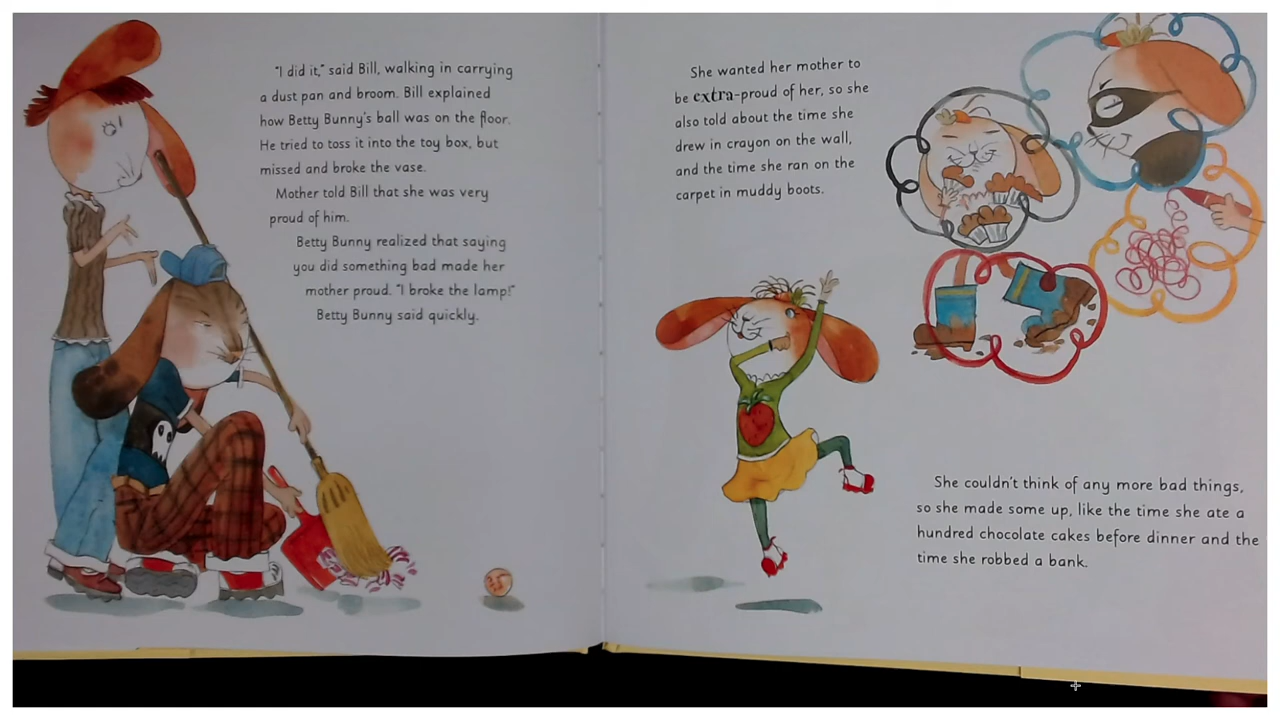 "I did it," said Bill, walking in carrying
a dust pan and broom. Bill explained
how Betty Bunny's ball was on the floor.
He tried to toss it into the toy box, but
missed and broke the vase.
Mother told Bill that she was very
proud of him.
Betty Bunny realized that saying
you did something bad made her
mother proud. "I broke the lamp!"
Betty Bunny said quickly.
She wanted her mother to
be extra-proud of her, so she
also told about the time she
drew in crayon on the wall,
and the time she ran on the
carpet in muddy boots.
She couldn't think of any more bad things,
so she made some up, like the time she ate a
hundred chocolate cakes before dinner and the
time she robbed a bank.